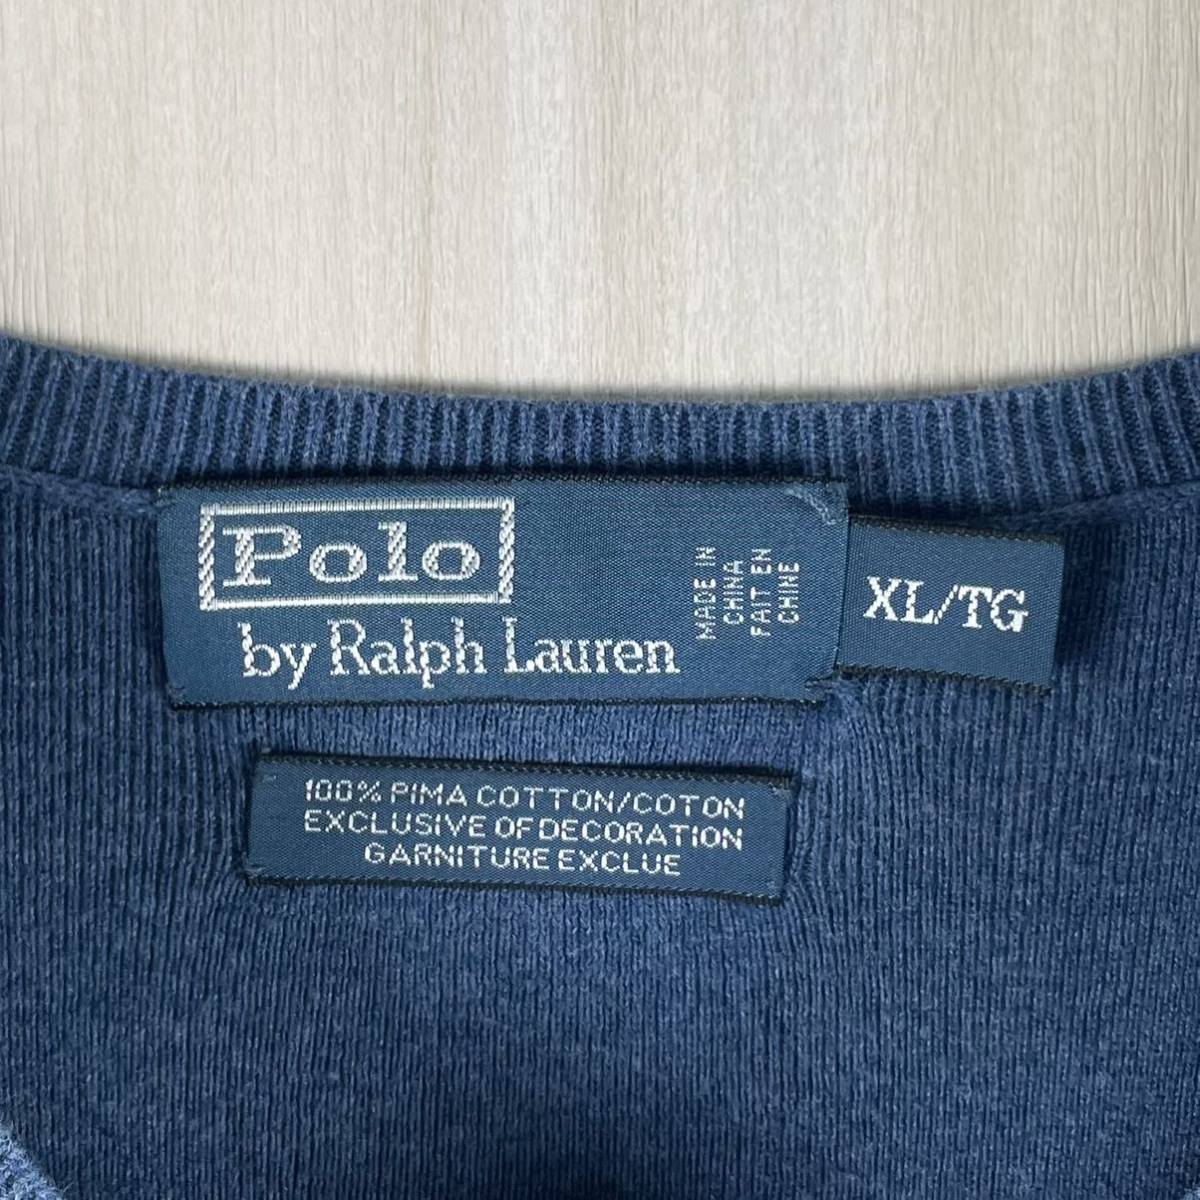 Polo
by Ralph Lauren
MADE IN
CHINA
FAIT EN
CHINE
XL/TG
100% PIMA COTTON/COTON
EXCLUSIVE OF DECORATION
GARNITURE EXCLUE